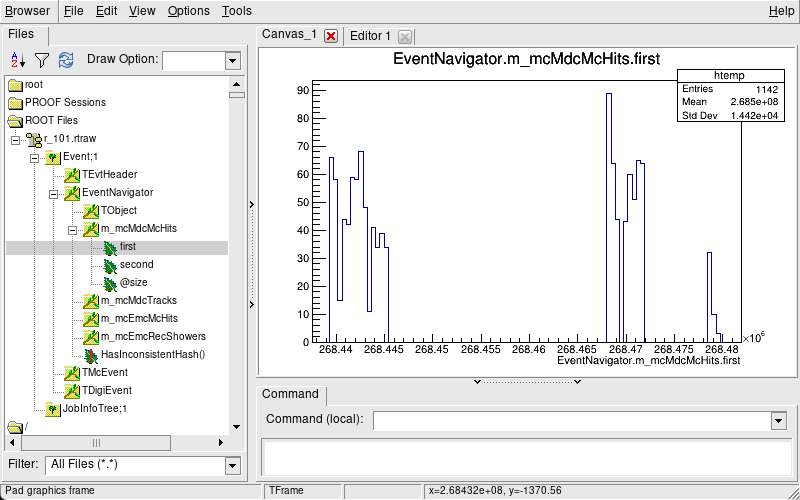 Browser File Edit View Options Tools Help
Files
Draw Option:
root
PROOF Sessions
ROOT Files
r_101.rtraw
Event;1
TEvtHeader
EventNavigator
TObject
m_mcMdcMcHits
first
second
@size
m_mcMdcTracks
m_mcEmcMcHits
m_mcEmcRecShowers
HasInconsistentHash()
TMcEvent
TDigiEvent
JobInfoTree;1
/
Filter: All Files (*.*)
Canvas_1 Editor 1
EventNavigator.m_mcMdcMcHits.first
htemp
Entries 1142
Mean 2.685e+08
Std Dev 1.442e+04
90
80
70
60
50
40
30
20
10
0
268.44 268.445 268.45 268.455 268.46 268.465 268.47 268.475 268.48
×10^6
EventNavigator.m_mcMdcMcHits.first
Command
Command (local):
Pad graphics frame TFrame x=2.68432e+08, y=-1370.56